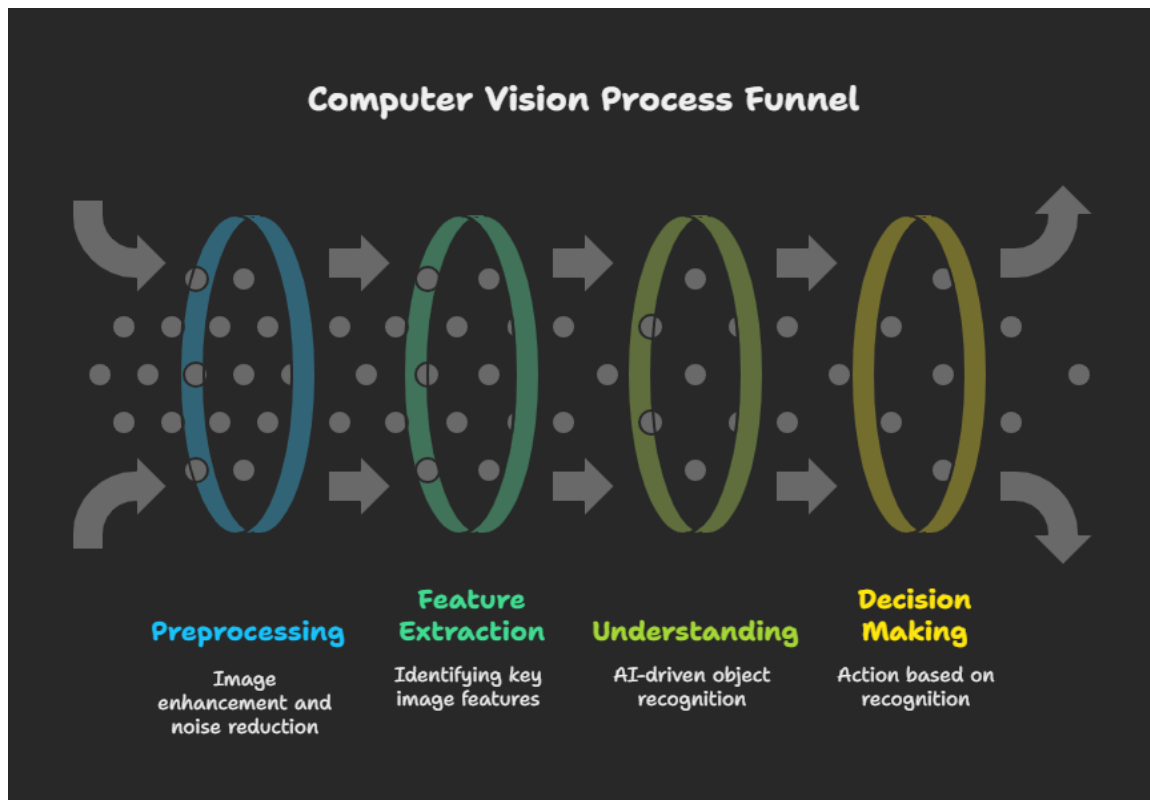 Computer Vision Process Funnel
Preprocessing
Image
enhancement and
noise reduction
Feature
Extraction
Identifying key
image features
Understanding
AI-driven object
recognition
Decision
Making
Action based on
recognition